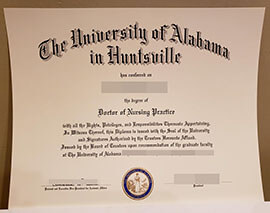 The University of Alabama
in Huntsville
has conferred on
the degree of
Doctor of Nursing Practice
with all the Rights, Privileges, and Responsibilities Thereunto Appertaining.
In Witness Thereof, this Diploma is issued with the Seal of the University
and Signatures Authorized by the Trustees Hereunto Affixed.
Issued by the Board of Trustees upon recommendation of the graduate faculty
at The University of Alabama
President